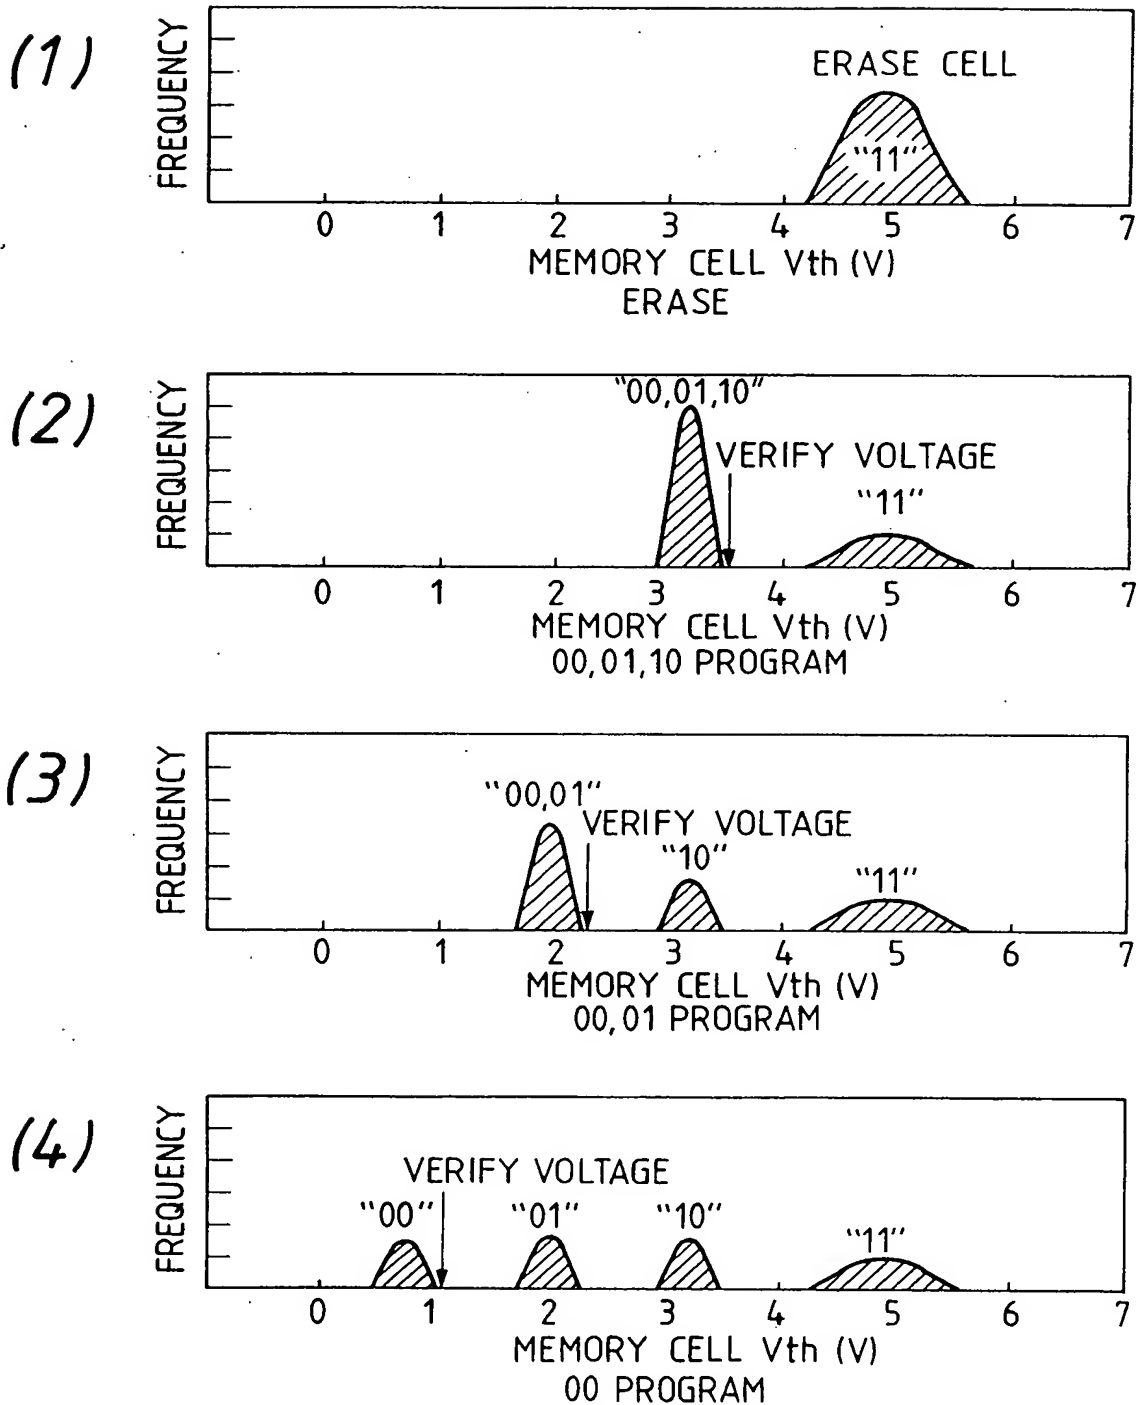 (1)
FREQUENCY
ERASE CELL
"11"
0 1 2 3 4 5 6 7
MEMORY CELL Vth (V)
ERASE
(2)
FREQUENCY
"00,01,10"
VERIFY VOLTAGE
"11"
0 1 2 3 4 5 6 7
MEMORY CELL Vth (V)
00,01,10 PROGRAM
(3)
FREQUENCY
"00,01"
VERIFY VOLTAGE
"10"
"11"
0 1 2 3 4 5 6 7
MEMORY CELL Vth (V)
00,01 PROGRAM
(4)
FREQUENCY
VERIFY VOLTAGE
"00" "01" "10" "11"
0 1 2 3 4 5 6 7
MEMORY CELL Vth (V)
00 PROGRAM